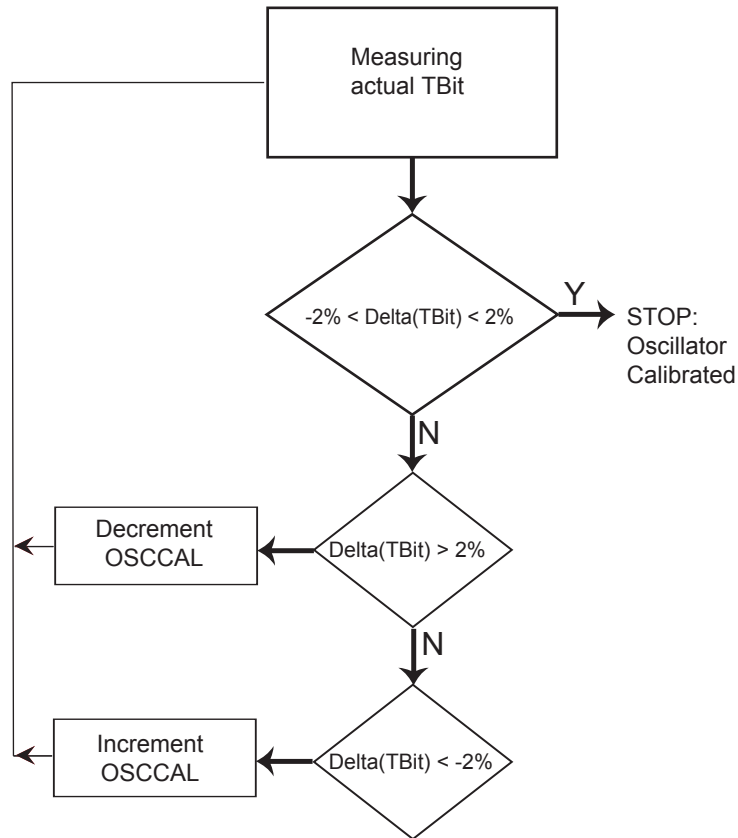 Measuring
actual TBit
-2% < Delta(TBit) < 2%
Y
STOP:
Oscillator
Calibrated
N
Decrement
OSCCAL
Delta(TBit) > 2%
N
Increment
OSCCAL
Delta(TBit) < -2%